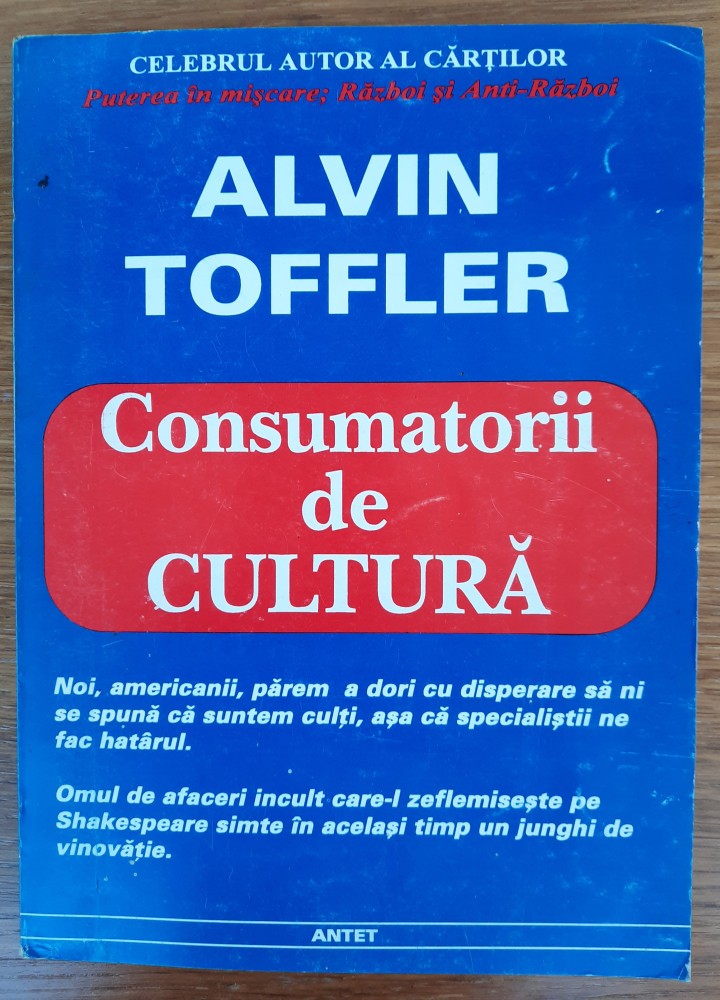 CELEBRUL AUTOR AL CĂRȚILOR
Puterea în mișcare; Război și Anti-Război
ALVIN
TOFFLER
Consumatorii
de
CULTURĂ
Noi, americanii, părem a dori cu disperare să ni
se spună că suntem culți, așa că specialiștii ne
fac hatârul.
Omul de afaceri incult care-l zeflemisește pe
Shakespeare simte în același timp un junghi de
vinovăție.
ANTET